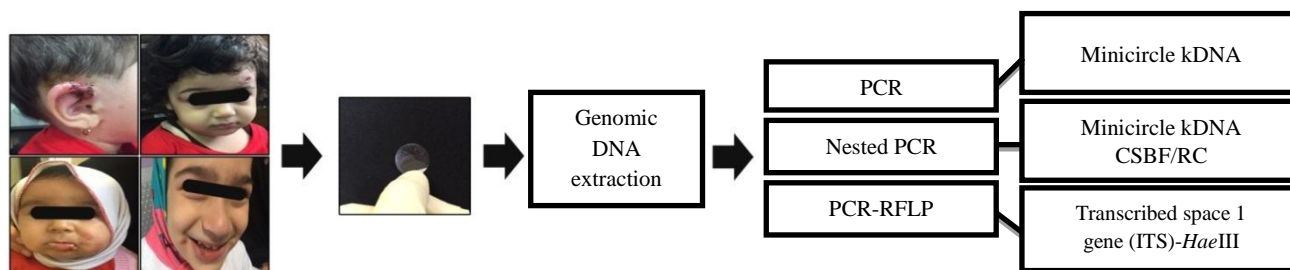 Genomic
DNA
extraction
PCR
Nested PCR
PCR-RFLP
Minicircle kDNA
Minicircle kDNA
CSBF/RC
Transcribed space 1
gene (ITS)-HaeIII